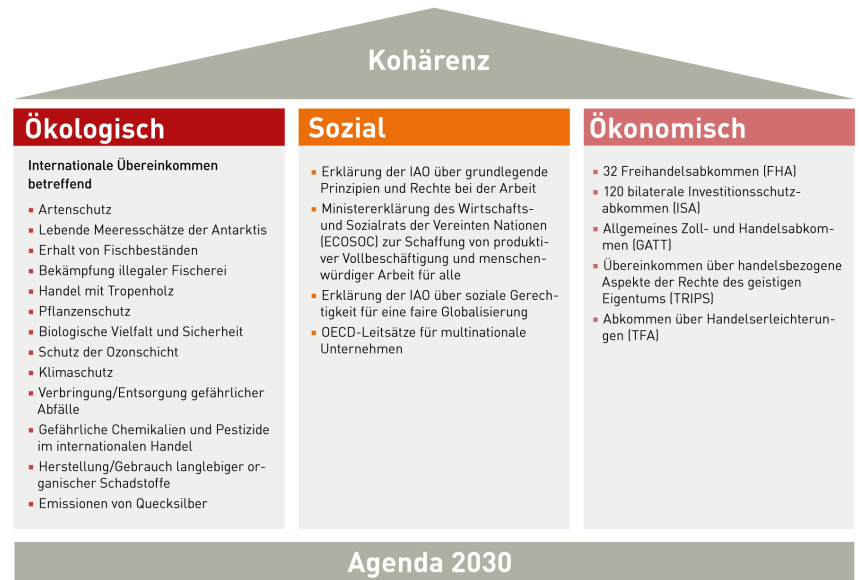 Kohärenz
Ökologisch
Internationale Übereinkommen
betreffend
▪ Artenschutz
▪ Lebende Meeresschätze der Antarktis
▪ Erhalt von Fischbeständen
▪ Bekämpfung illegaler Fischerei
▪ Handel mit Tropenholz
▪ Pflanzenschutz
▪ Biologische Vielfalt und Sicherheit
▪ Schutz der Ozonschicht
▪ Klimaschutz
▪ Verbringung/Entsorgung gefährlicher
Abfälle
▪ Gefährliche Chemikalien und Pestizide
im internationalen Handel
▪ Herstellung/Gebrauch langlebiger or-
ganischer Schadstoffe
▪ Emissionen von Quecksilber
Sozial
▪ Erklärung der IAO über grundlegende
Prinzipien und Rechte bei der Arbeit
▪ Ministererklärung des Wirtschafts-
und Sozialrats der Vereinten Nationen
(ECOSOC) zur Schaffung von produkti-
ver Vollbeschäftigung und menschen-
würdiger Arbeit für alle
▪ Erklärung der IAO über soziale Gerech-
tigkeit für eine faire Globalisierung
▪ OECD-Leitsätze für multinationale
Unternehmen
Ökonomisch
▪ 32 Freihandelsabkommen (FHA)
▪ 120 bilaterale Investitionsschutz-
abkommen (ISA)
▪ Allgemeines Zoll- und Handelsabkom-
men (GATT)
▪ Übereinkommen über handelsbezogene
Aspekte der Rechte des geistigen
Eigentums (TRIPS)
▪ Abkommen über Handelserleichterun-
gen (TFA)
Agenda 2030